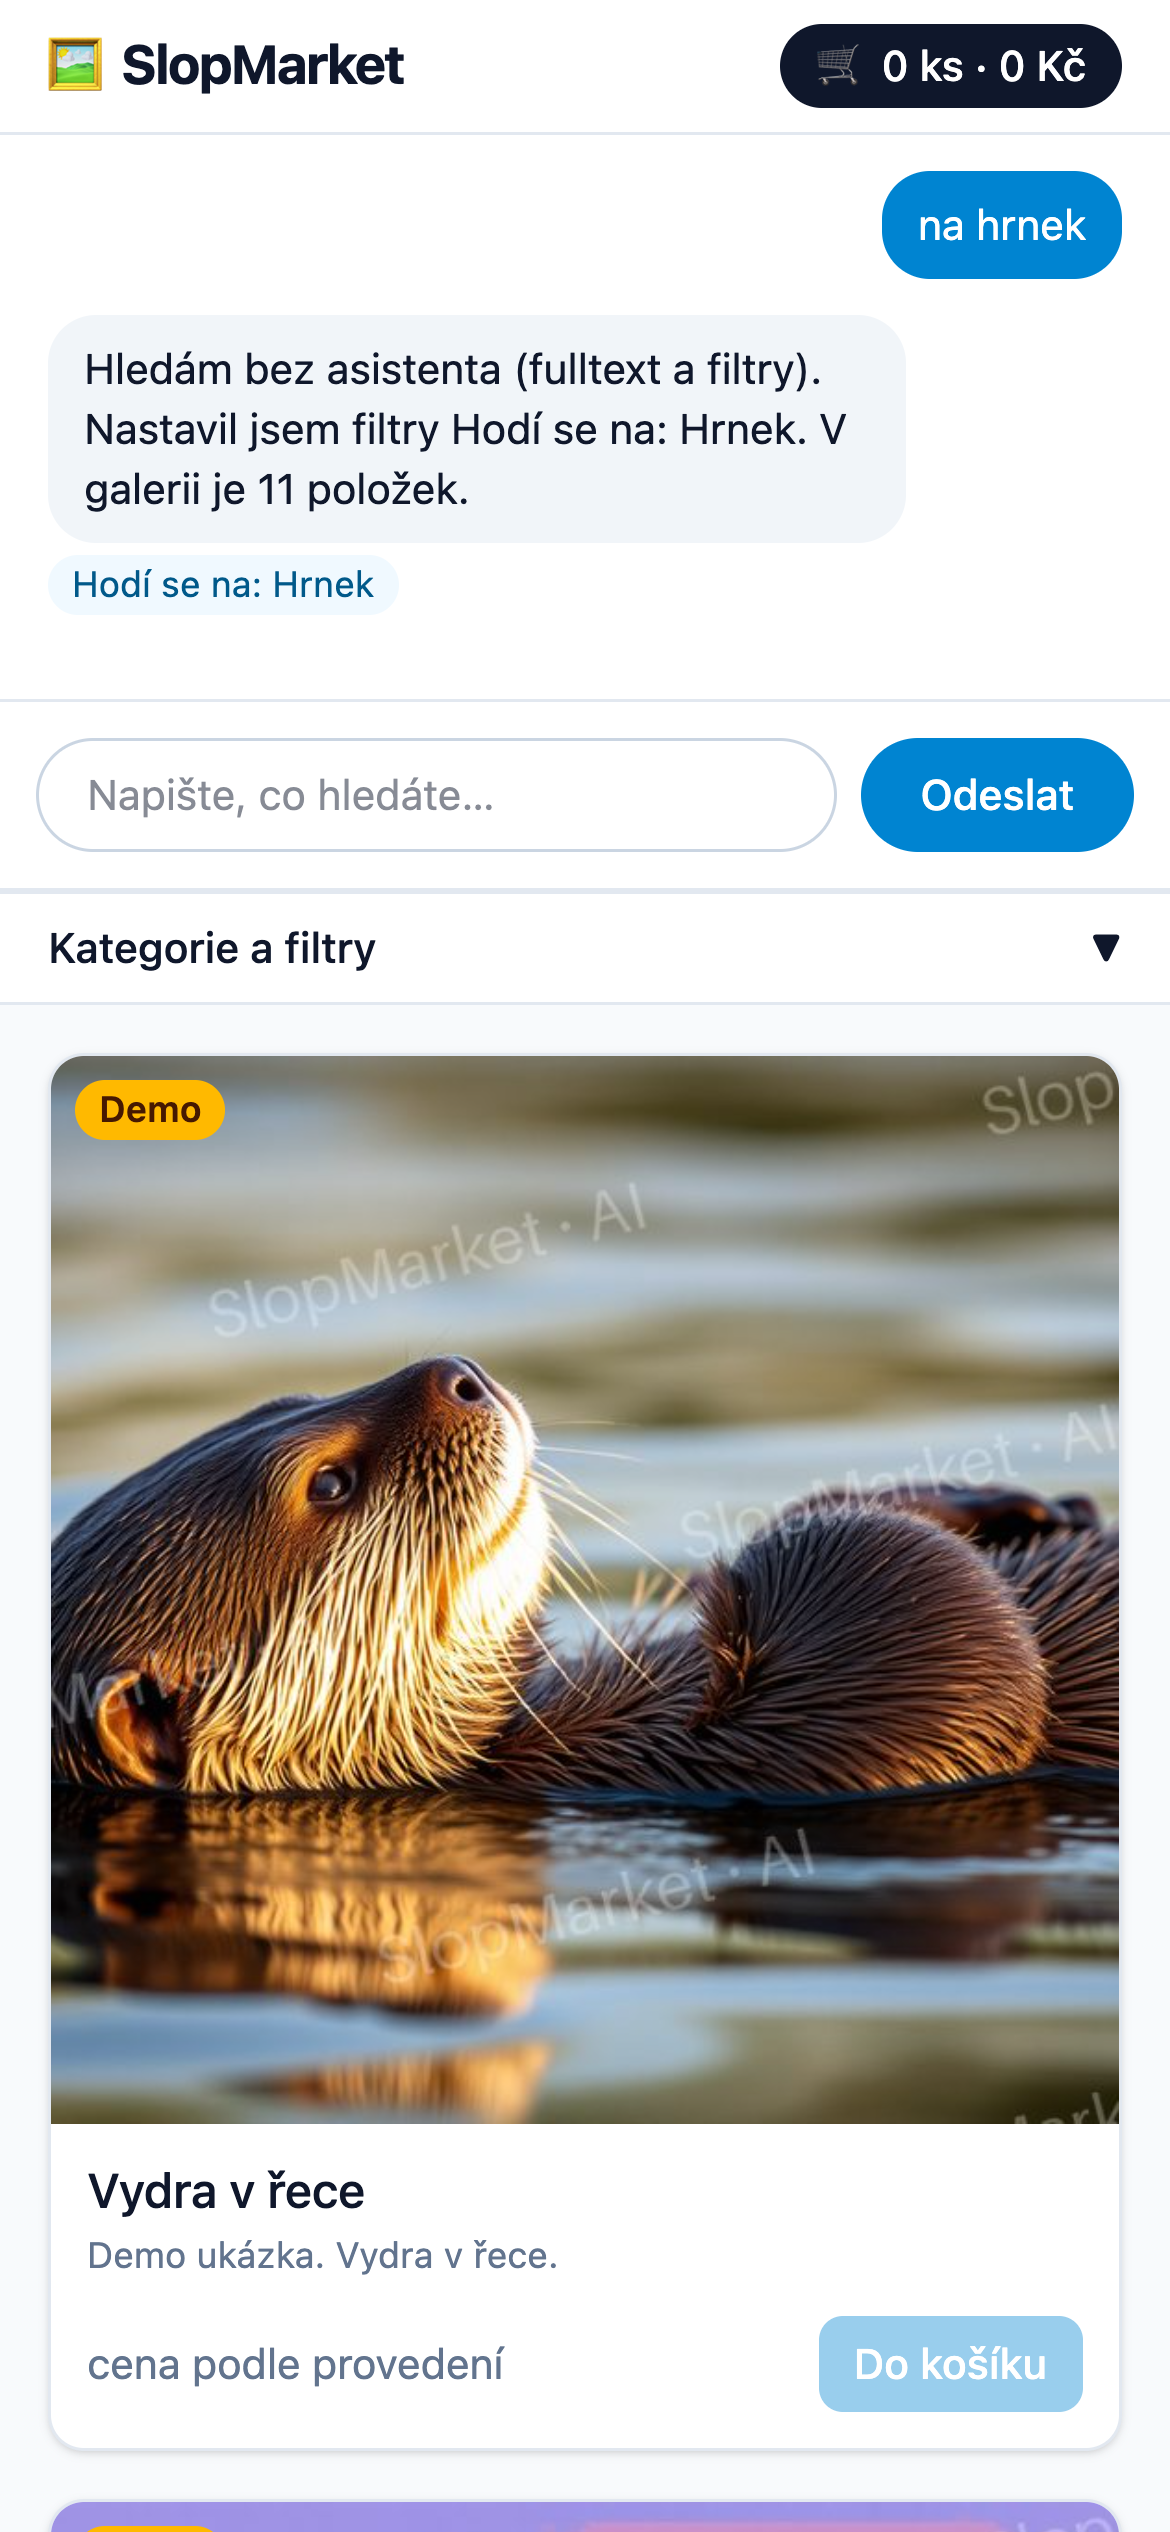 SlopMarket
0 ks · 0 Kč
na hrnek
Hledám bez asistenta (fulltext a filtry).
Nastavil jsem filtry Hodí se na: Hrnek. V
galerii je 11 položek.
Hodí se na: Hrnek
Napište, co hledáte...
Odeslat
Kategorie a filtry
Demo
Slop
SlopMarket · AI
SlopMarket · AI
Market
SlopMarket · AI
Mark
Vydra v řece
Demo ukázka. Vydra v řece.
cena podle provedení
Do košíku